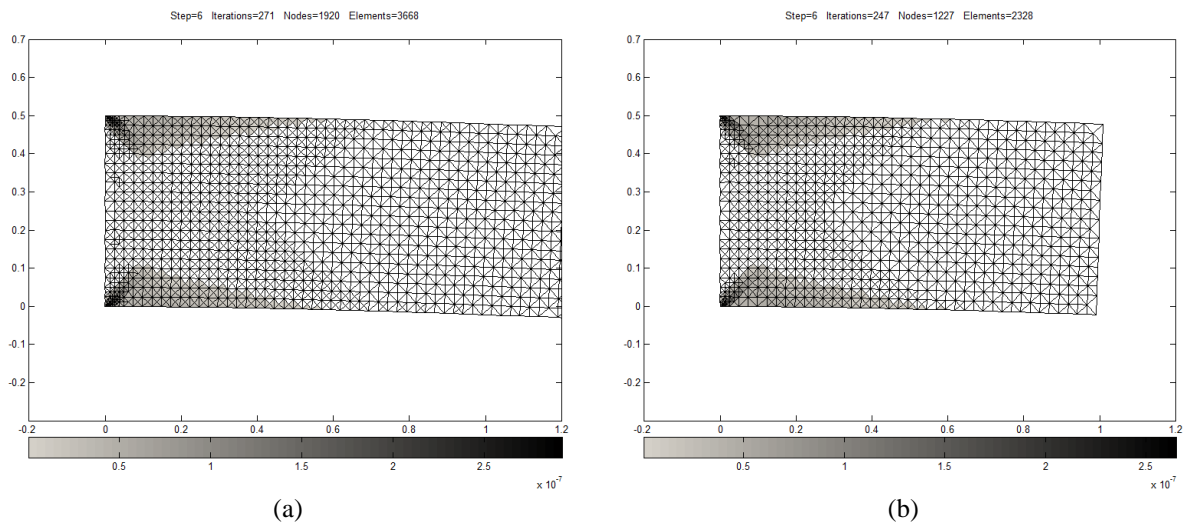 Step=6 Iterations=271 Nodes=1920 Elements=3668
0.7
0.6
0.5
0.4
0.3
0.2
0.1
0
-0.1
-0.2
-0.2 0 0.2 0.4 0.6 0.8 1 1.2
0.5 1 1.5 2 2.5
x 10⁻⁷
(a)
Step=6 Iterations=247 Nodes=1227 Elements=2328
0.7
0.6
0.5
0.4
0.3
0.2
0.1
0
-0.1
-0.2
-0.2 0 0.2 0.4 0.6 0.8 1 1.2
0.5 1 1.5 2 2.5
x 10⁻⁷
(b)